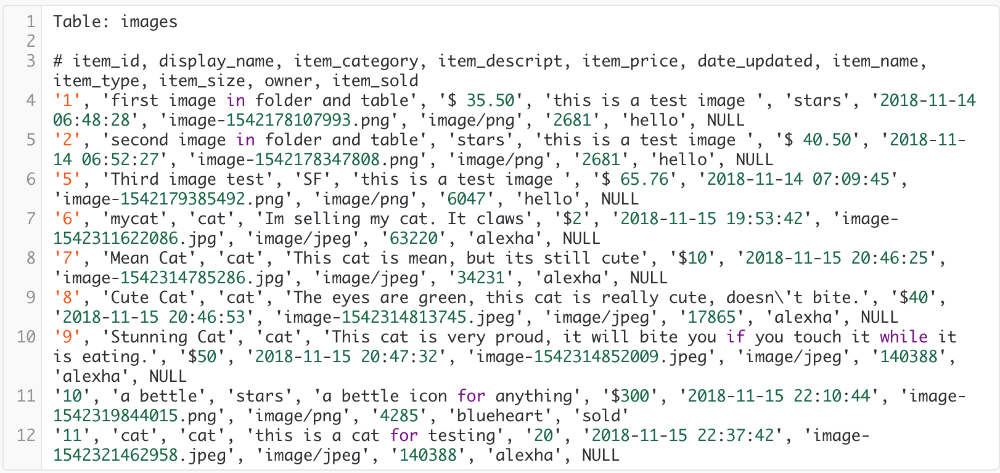 1 Table: images
2
3 # item_id, display_name, item_category, item_descript, item_price, date_updated, item_name,
item_type, item_size, owner, item_sold
4 '1', 'first image in folder and table', '$ 35.50', 'this is a test image ', 'stars', '2018-11-14
06:48:28', 'image-1542178107993.png', 'image/png', '2681', 'hello', NULL
5 '2', 'second image in folder and table', 'stars', 'this is a test image ', '$ 40.50', '2018-11-
14 06:52:27', 'image-1542178347808.png', 'image/png', '2681', 'hello', NULL
6 '5', 'Third image test', 'SF', 'this is a test image ', '$ 65.76', '2018-11-14 07:09:45',
'image-1542179385492.png', 'image/png', '6047', 'hello', NULL
7 '6', 'mycat', 'cat', 'Im selling my cat. It claws', '$2', '2018-11-15 19:53:42', 'image-
1542311622086.jpg', 'image/jpeg', '63220', 'alexha', NULL
8 '7', 'Mean Cat', 'cat', 'This cat is mean, but its still cute', '$10', '2018-11-15 20:46:25',
'image-1542314785286.jpg', 'image/jpeg', '34231', 'alexha', NULL
9 '8', 'Cute Cat', 'cat', 'The eyes are green, this cat is really cute, doesn\'t bite.', '$40',
'2018-11-15 20:46:53', 'image-1542314813745.jpeg', 'image/jpeg', '17865', 'alexha', NULL
10 '9', 'Stunning Cat', 'cat', 'This cat is very proud, it will bite you if you touch it while it
is eating.', '$50', '2018-11-15 20:47:32', 'image-1542314852009.jpeg', 'image/jpeg', '140388',
'alexha', NULL
11 '10', 'a bettle', 'stars', 'a bettle icon for anything', '$300', '2018-11-15 22:10:44', 'image-
1542319844015.png', 'image/png', '4285', 'blueheart', 'sold'
12 '11', 'cat', 'cat', 'this is a cat for testing', '20', '2018-11-15 22:37:42', 'image-
1542321462958.jpeg', 'image/jpeg', '140388', 'alexha', NULL